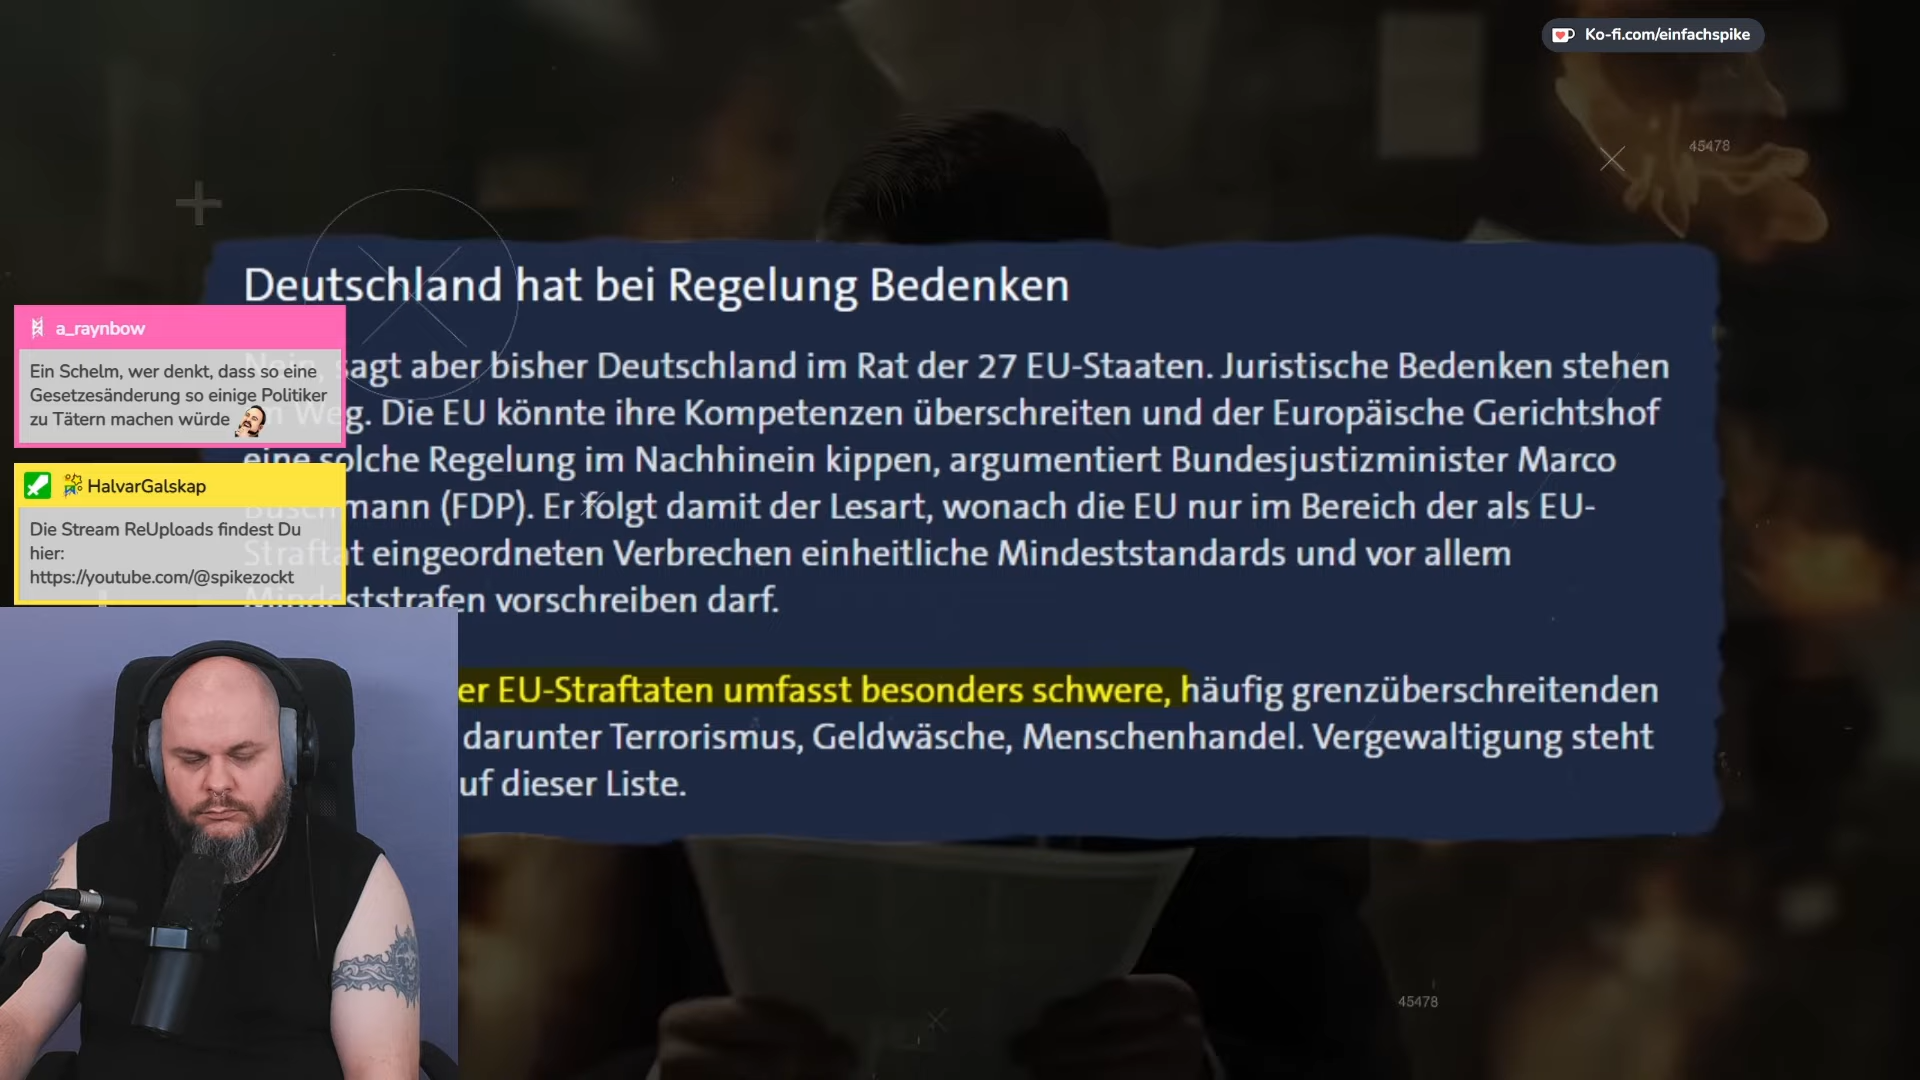 Ko-fi.com/einfachspike
45478
Deutschland hat bei Regelung Bedenken
sagt aber bisher Deutschland im Rat der 27 EU-Staaten. Juristische Bedenken stehen
Weg. Die EU könnte ihre Kompetenzen überschreiten und der Europäische Gerichtshof
eine solche Regelung im Nachhinein kippen, argumentiert Bundesjustizminister Marco
mann (FDP). Er folgt damit der Lesart, wonach die EU nur im Bereich der als EU-
Straftat eingeordneten Verbrechen einheitliche Mindeststandards und vor allem
Mindeststrafen vorschreiben darf.
er EU-Straftaten umfasst besonders schwere, häufig grenzüberschreitenden
darunter Terrorismus, Geldwäsche, Menschenhandel. Vergewaltigung steht
uf dieser Liste.
a_raynbow
Ein Schelm, wer denkt, dass so eine
Gesetzesänderung so einige Politiker
zu Tätern machen würde
HalvarGalskap
Die Stream ReUploads findest Du
hier:
https://youtube.com/@spikezockt
45478